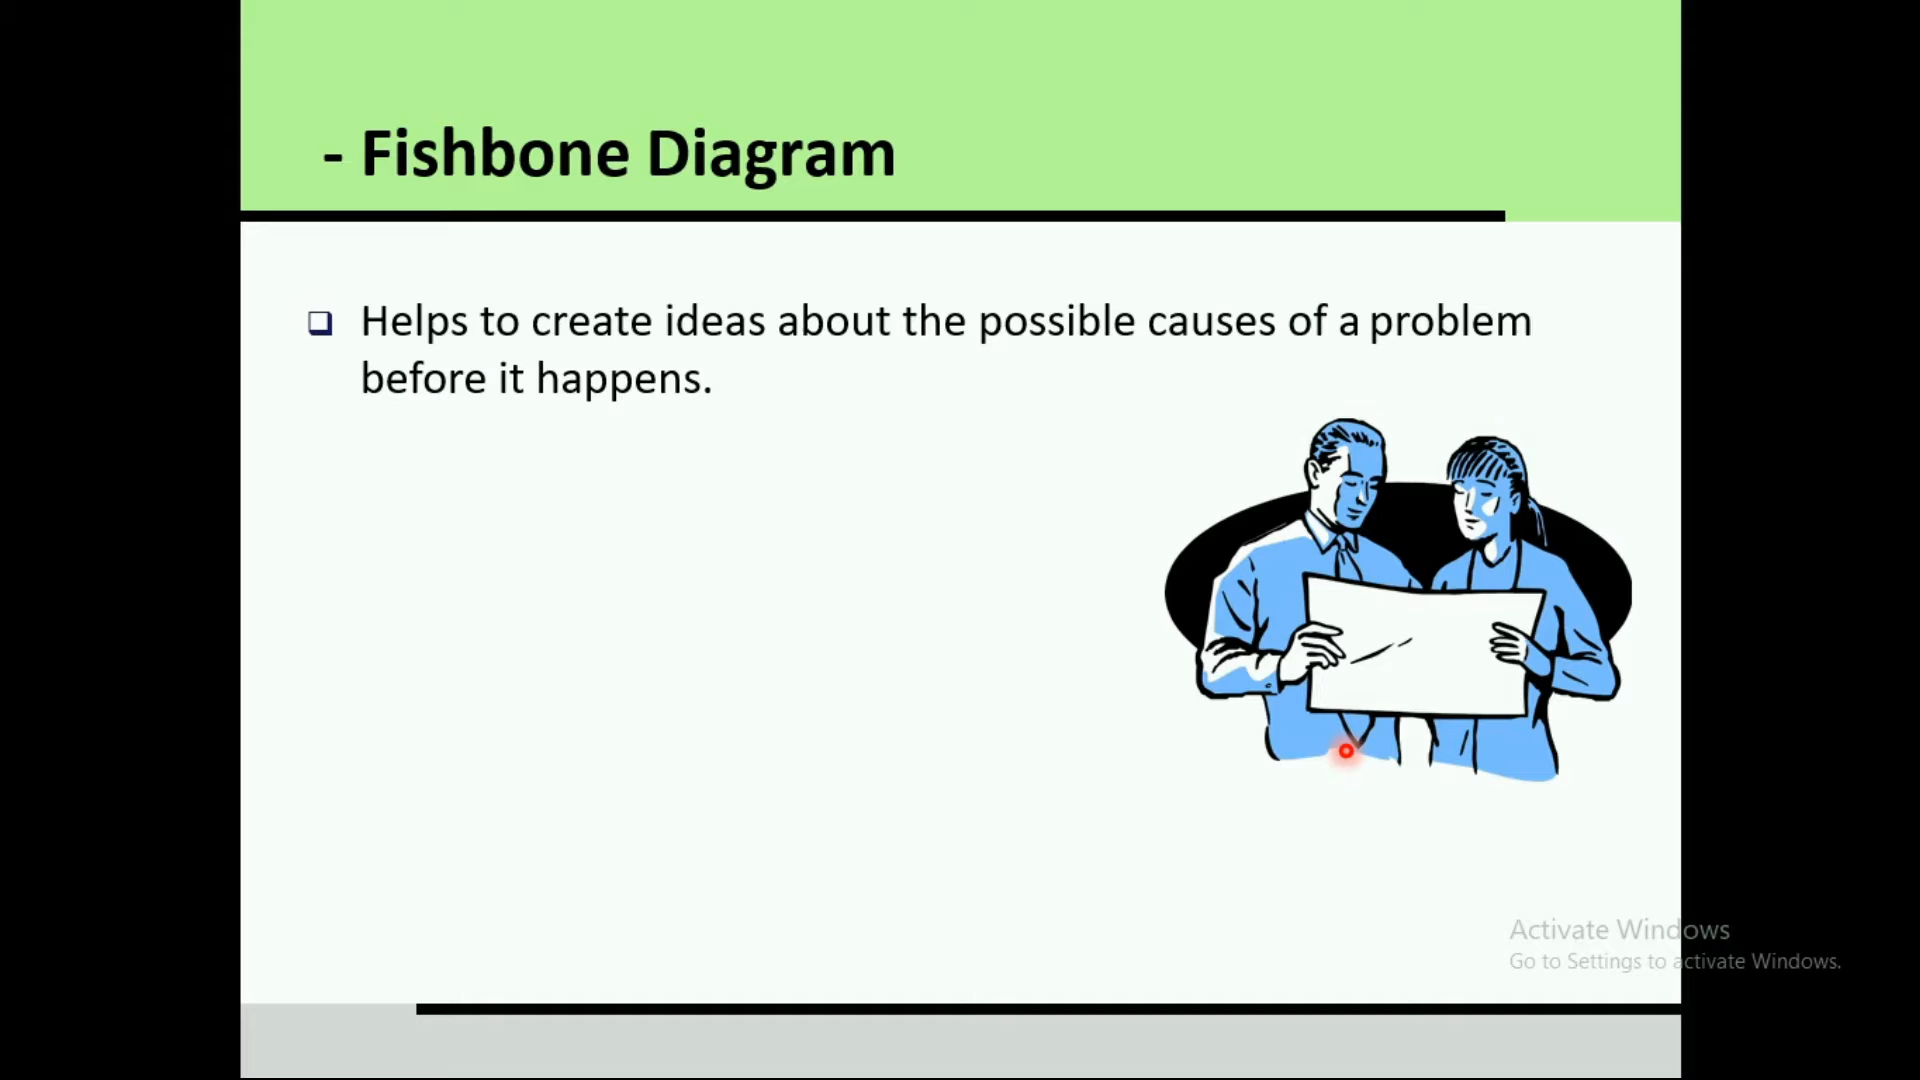 - Fishbone Diagram
Helps to create ideas about the possible causes of a problem
before it happens.
Activate Windows
Go to Settings to activate Windows.